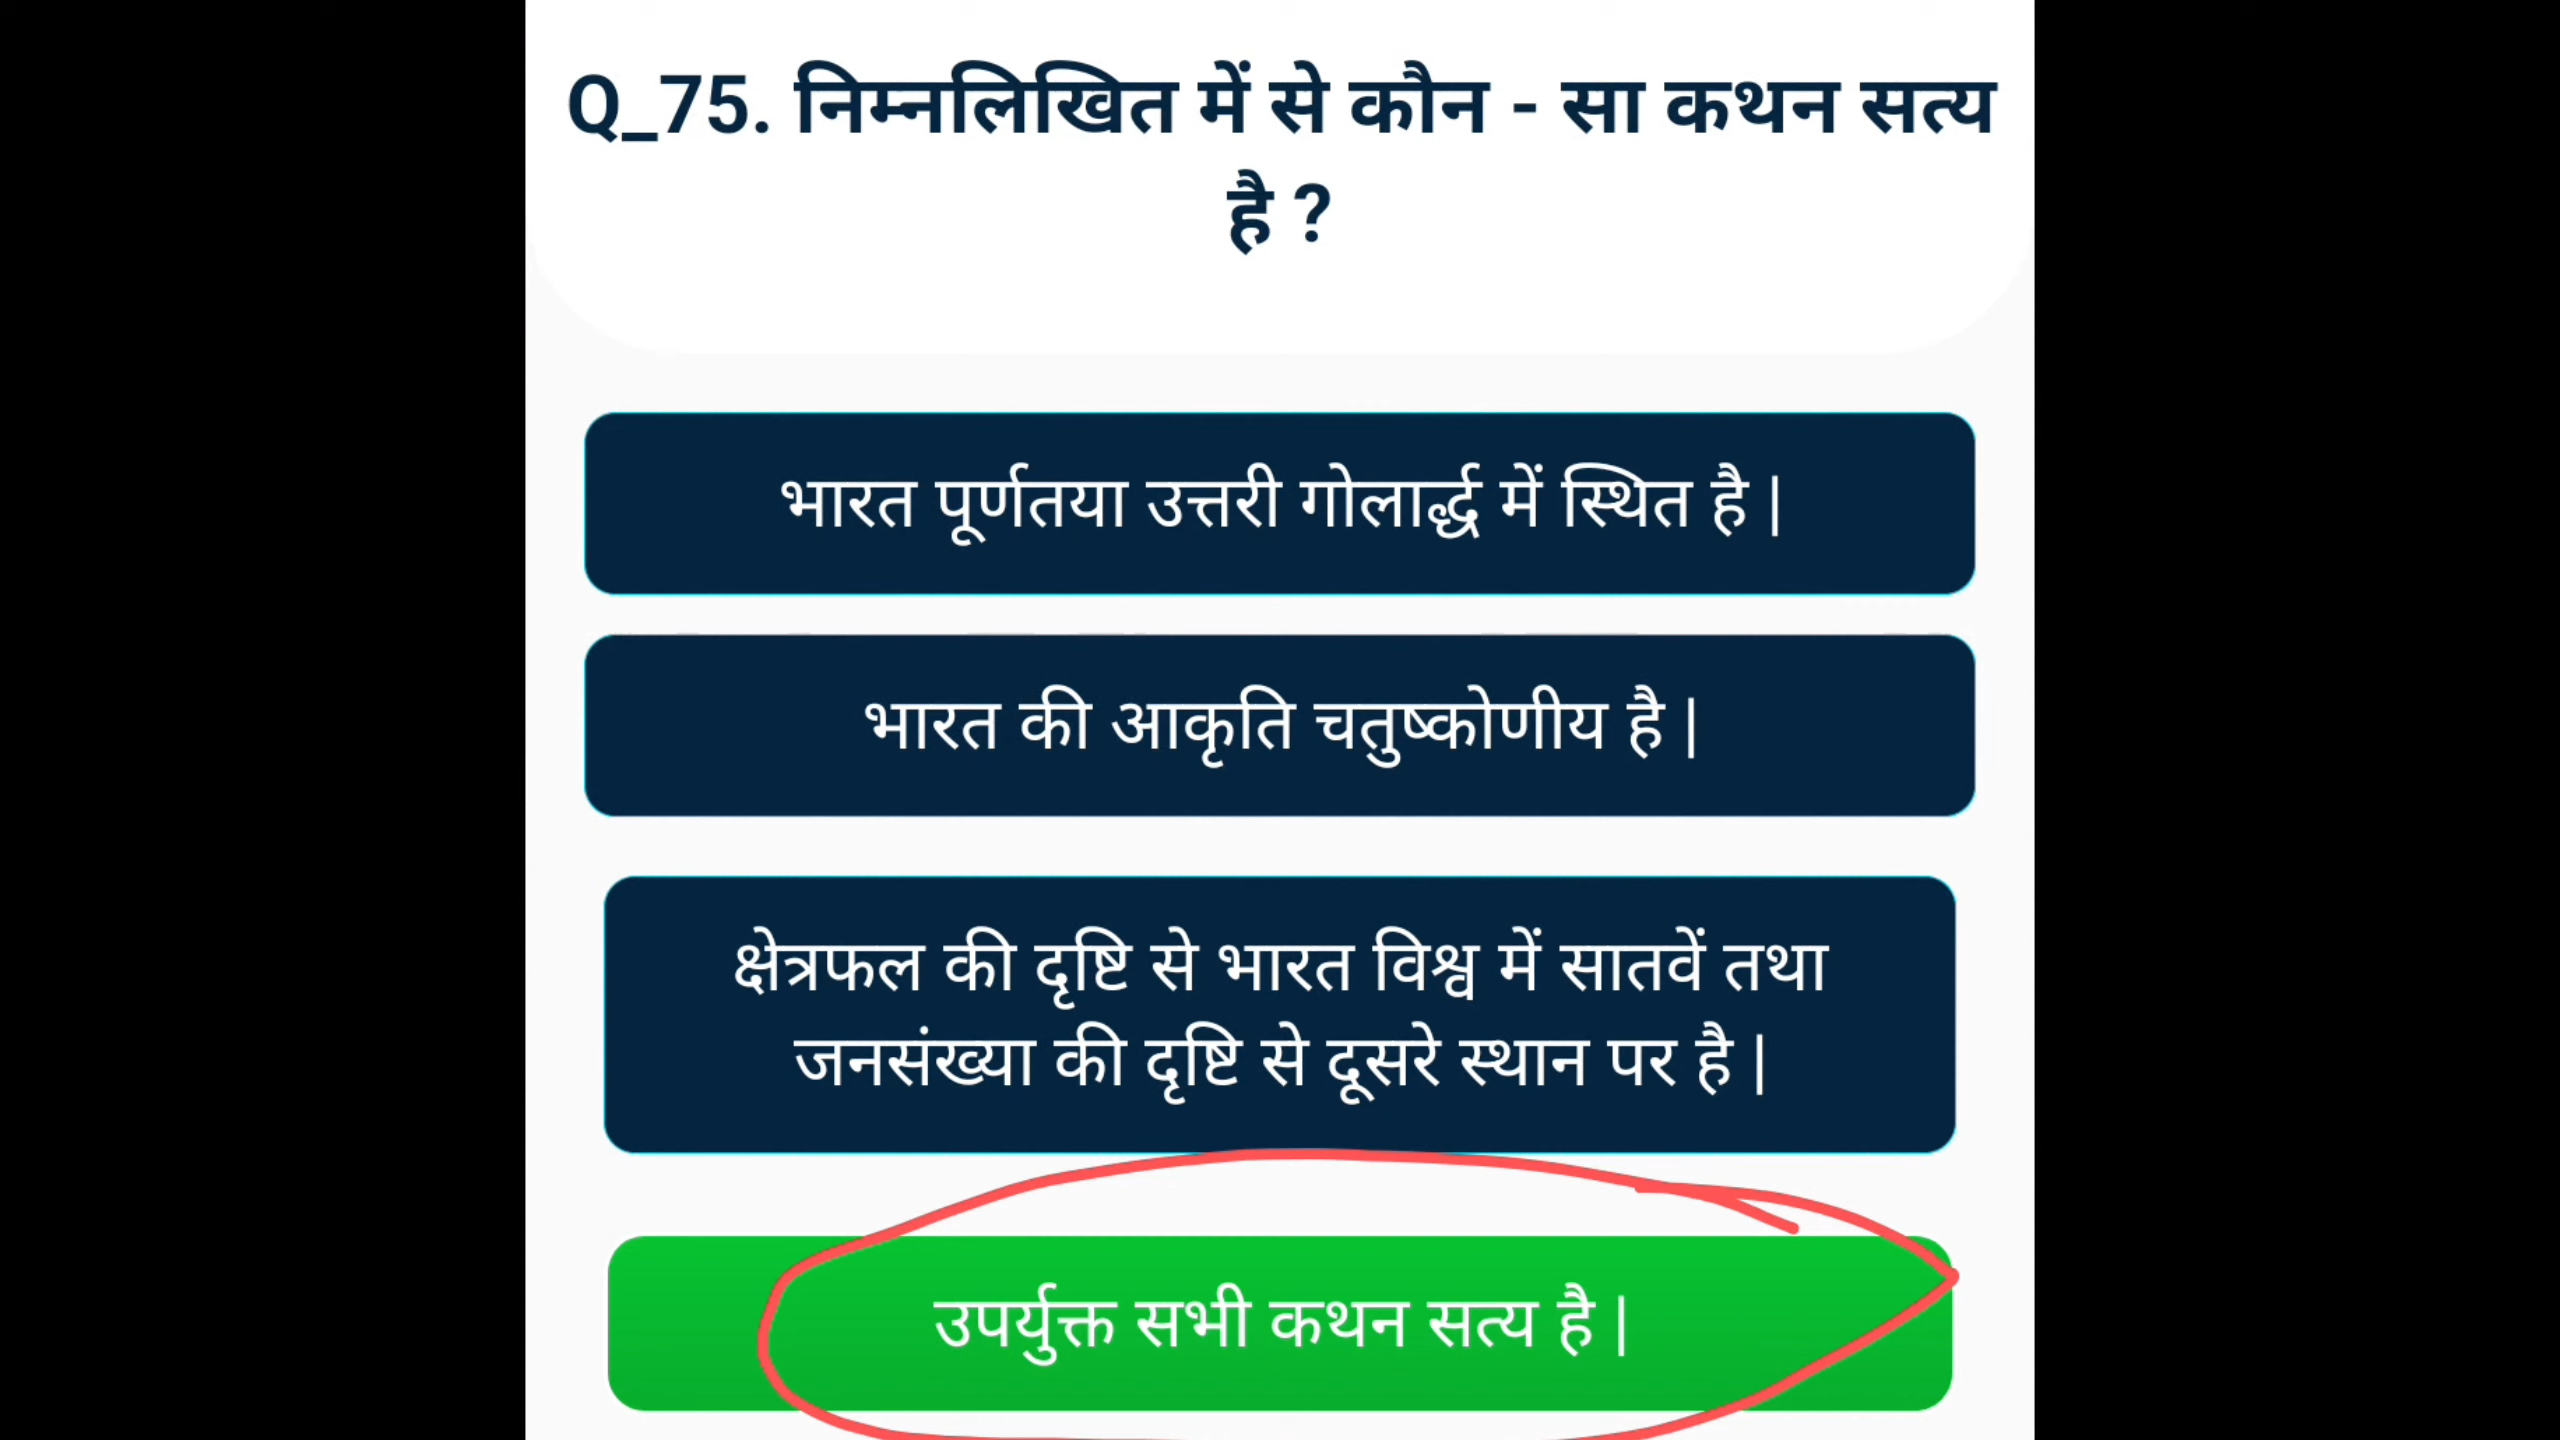 Q_75. निम्नलिखित में से कौन - सा कथन सत्य
है ?
भारत पूर्णतया उत्तरी गोलार्द्ध में स्थित है |
भारत की आकृति चतुष्कोणीय है |
क्षेत्रफल की दृष्टि से भारत विश्व में सातवें तथा
जनसंख्या की दृष्टि से दूसरे स्थान पर है |
उपर्युक्त सभी कथन सत्य है |